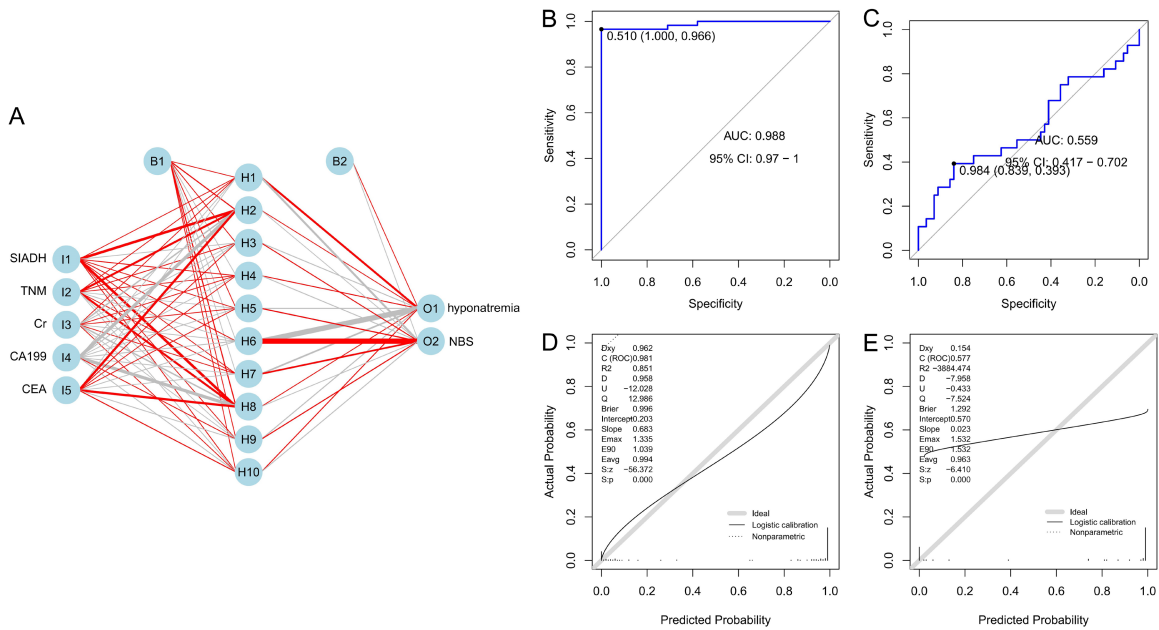 A
B1
B2
H1
H2
H3
H4
H5
H6
H7
H8
H9
H10
SIADH I1
TNM I2
Cr I3
CA199 I4
CEA I5
O1 hyponatremia
O2 NBS
B
Sensitivity
1.0
0.8
0.6
0.4
0.2
0.0
0.510 (1.000, 0.966)
AUC: 0.988
95% CI: 0.97 − 1
1.0 0.8 0.6 0.4 0.2 0.0
Specificity
C
Sensitivity
1.0
0.8
0.6
0.4
0.2
0.0
AUC: 0.559
95% CI: 0.417 − 0.702
0.984 (0.839, 0.393)
1.0 0.8 0.6 0.4 0.2 0.0
Specificity
D
Actual Probability
1.0
0.8
0.6
0.4
0.2
0.0
Dxy 0.962
C (ROC) 0.981
R2 0.851
D 0.958
U −12.028
Q 12.986
Brier 0.996
Intercept 0.203
Slope 0.683
Emax 1.335
E90 1.039
Eavg 0.994
S:z −56.372
S:p 0.000
Ideal
Logistic calibration
Nonparametric
0.0 0.2 0.4 0.6 0.8 1.0
Predicted Probability
E
Actual Probability
1.0
0.8
0.6
0.4
0.2
0.0
Dxy 0.154
C (ROC) 0.577
R2 −3884.474
D −7.958
U −0.433
Q −7.524
Brier 1.292
Intercept 0.570
Slope 0.023
Emax 1.532
E90 1.532
Eavg 0.963
S:z −6.410
S:p 0.000
Ideal
Logistic calibration
Nonparametric
0.0 0.2 0.4 0.6 0.8 1.0
Predicted Probability